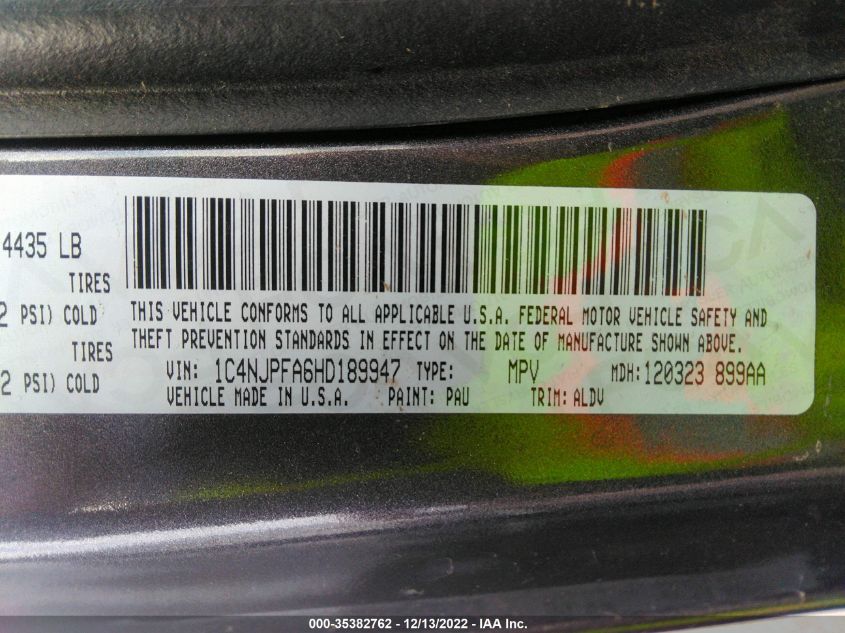 4435 LB
TIRES
2 PSI) COLD
TIRES
2 PSI) COLD
THIS VEHICLE CONFORMS TO ALL APPLICABLE U.S.A. FEDERAL MOTOR VEHICLE SAFETY AND
THEFT PREVENTION STANDARDS IN EFFECT ON THE DATE OF MANUFACTURE SHOWN ABOVE.
VIN: 1C4NJPFA6HD189947 TYPE: MPV MDH: 120323 899AA
VEHICLE MADE IN U.S.A. PAINT: PAU TRIM: ALDV
000-35382762 - 12/13/2022 - IAA Inc.